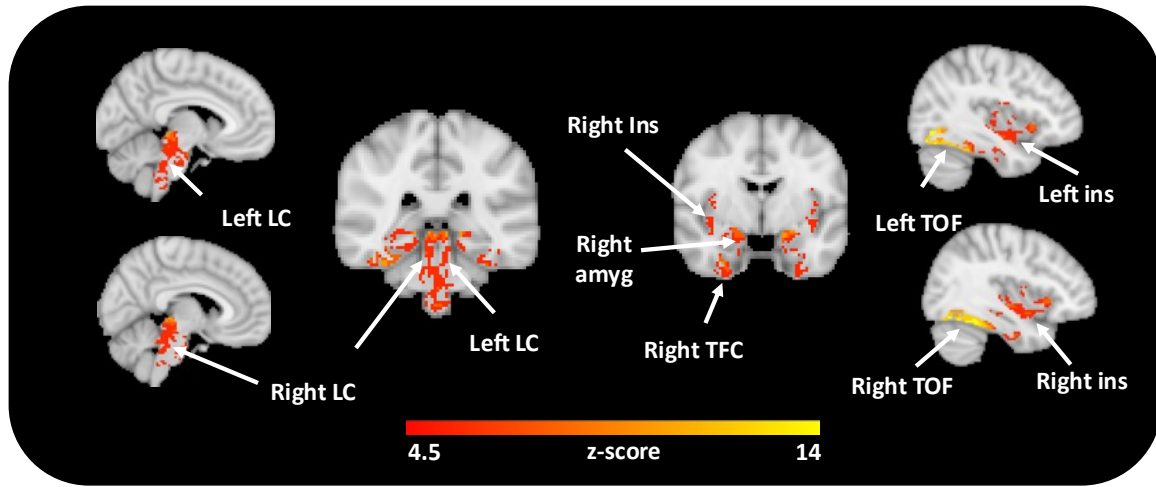 Left LC
Right LC
Left LC
Right Ins
Right
amyg
Right TFC
Left TOF
Left ins
Right TOF
Right ins
4.5
z-score
14